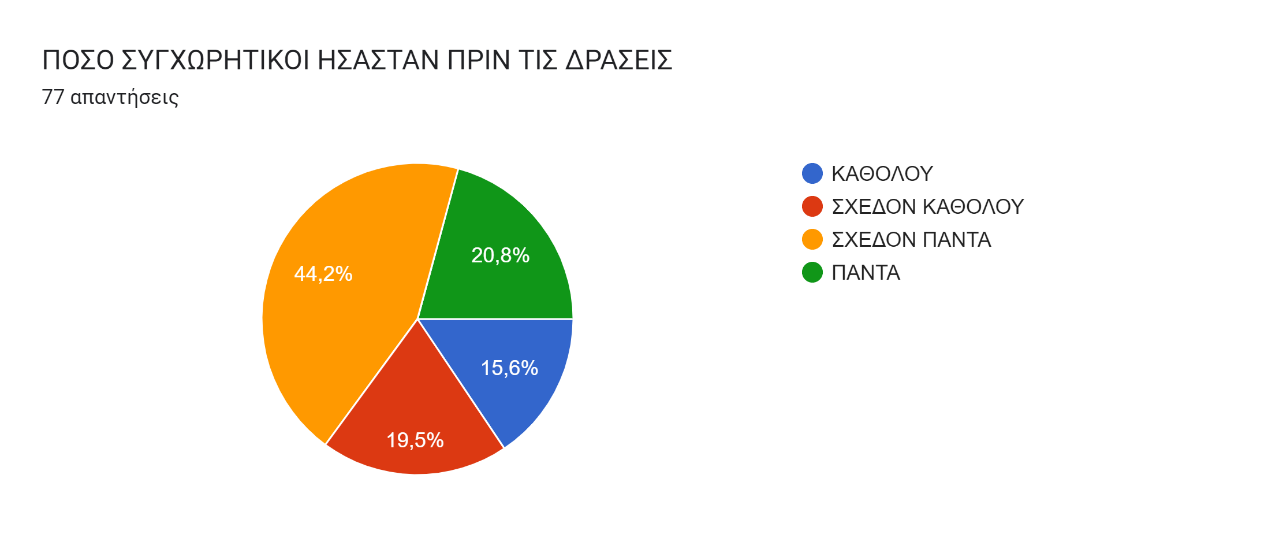 ΠΟΣΟ ΣΥΓΧΩΡΗΤΙΚΟΙ ΗΣΑΣΤΑΝ ΠΡΙΝ ΤΙΣ ΔΡΑΣΕΙΣ
77 απαντήσεις
ΚΑΘΟΛΟΥ
ΣΧΕΔΟΝ ΚΑΘΟΛΟΥ
ΣΧΕΔΟΝ ΠΑΝΤΑ
ΠΑΝΤΑ
20,8%
44,2%
15,6%
19,5%